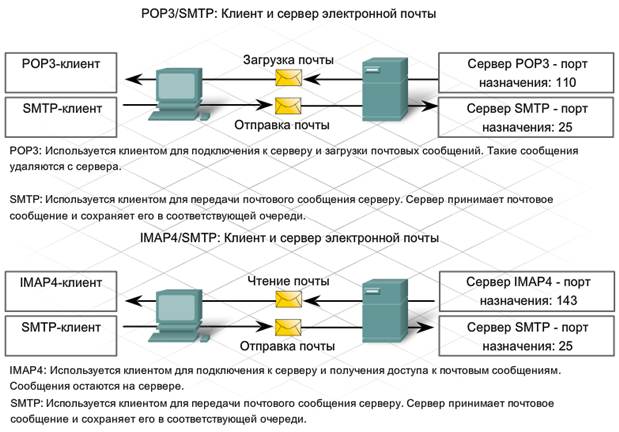 POP3/SMTP: Клиент и сервер электронной почты
POP3-клиент
Загрузка почты
Сервер POP3 - порт
назначения: 110
SMTP-клиент
Отправка почты
Сервер SMTP - порт
назначения: 25
POP3: Используется клиентом для подключения к серверу и загрузки почтовых сообщений. Такие сообщения
удаляются с сервера.
SMTP: Используется клиентом для передачи почтового сообщения серверу. Сервер принимает почтовое
сообщение и сохраняет его в соответствующей очереди.
IMAP4/SMTP: Клиент и сервер электронной почты
IMAP4-клиент
Чтение почты
Сервер IMAP4 - порт
назначения: 143
SMTP-клиент
Отправка почты
Сервер SMTP - порт
назначения: 25
IMAP4: Используется клиентом для подключения к серверу и получения доступа к почтовым сообщениям.
Сообщения остаются на сервере.
SMTP: Используется клиентом для передачи почтового сообщения серверу. Сервер принимает почтовое
сообщение и сохраняет его в соответствующей очереди.